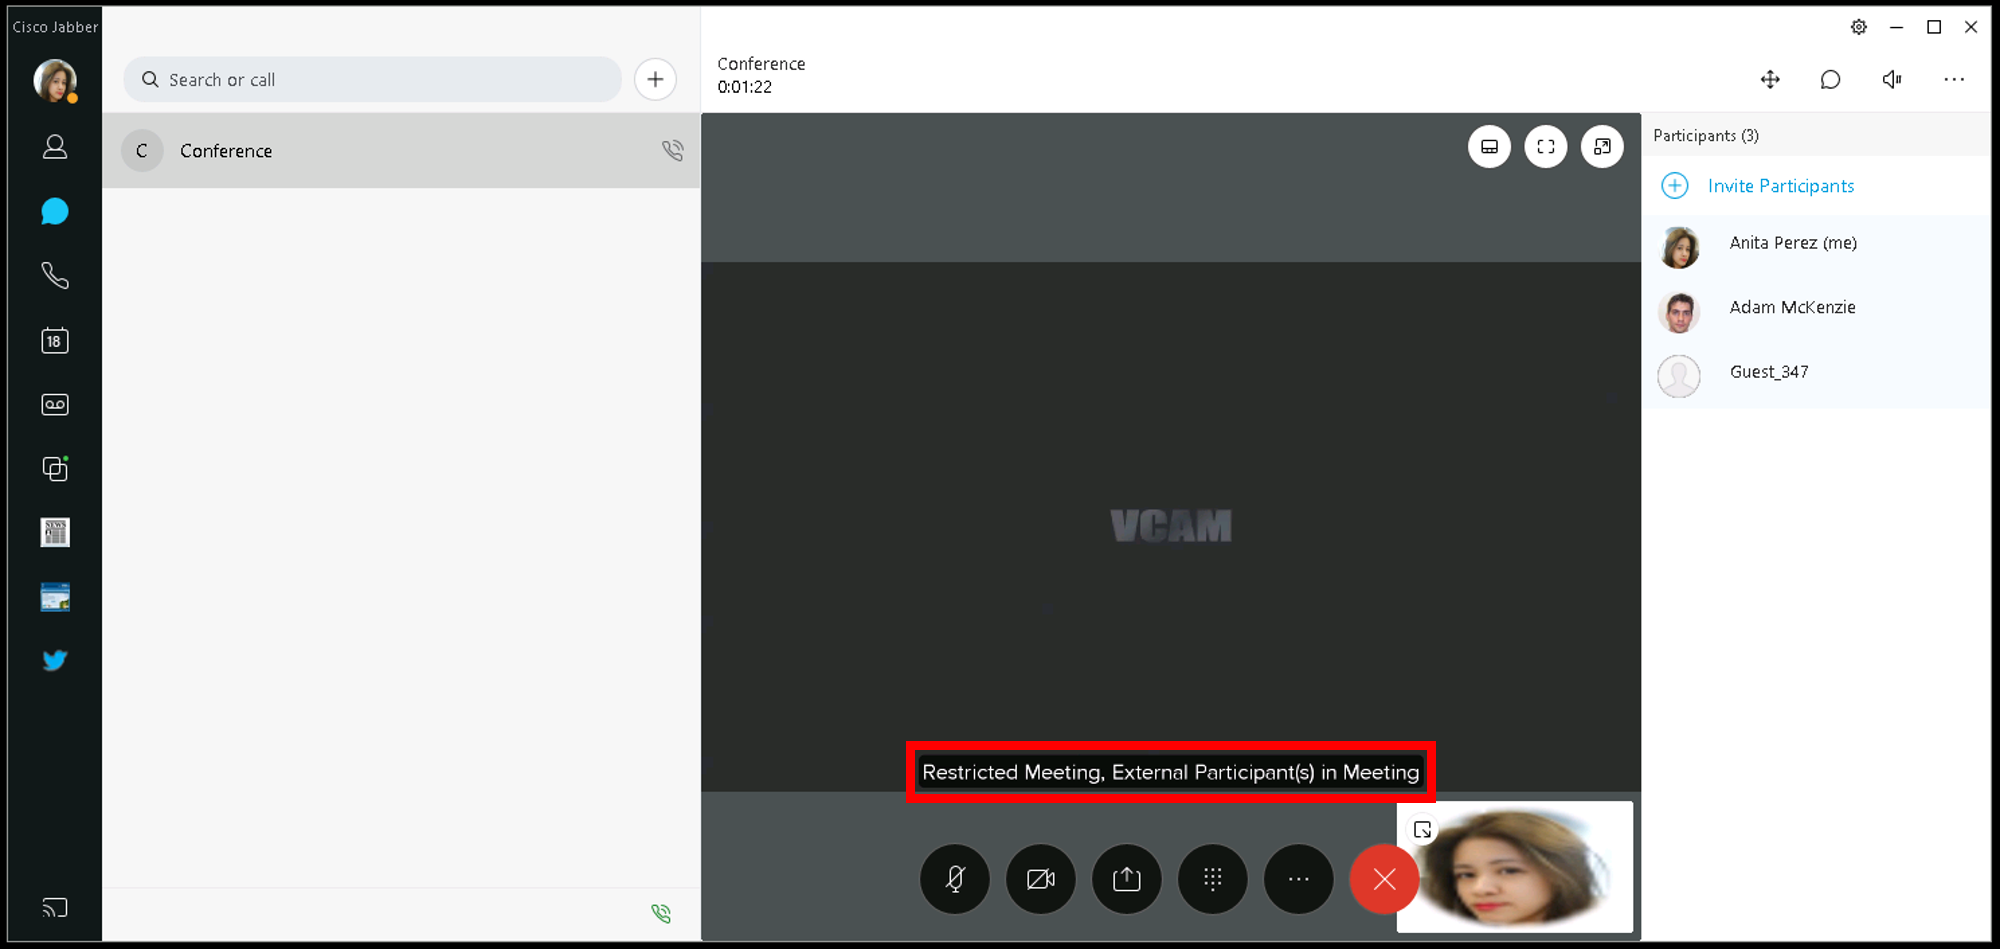 Cisco Jabber
Search or call
Conference
0:01:22
C
Conference
Participants (3)
Invite Participants
Anita Perez (me)
Adam McKenzie
Guest_347
18
NEWS
VCAM
Restricted Meeting, External Participant(s) in Meeting